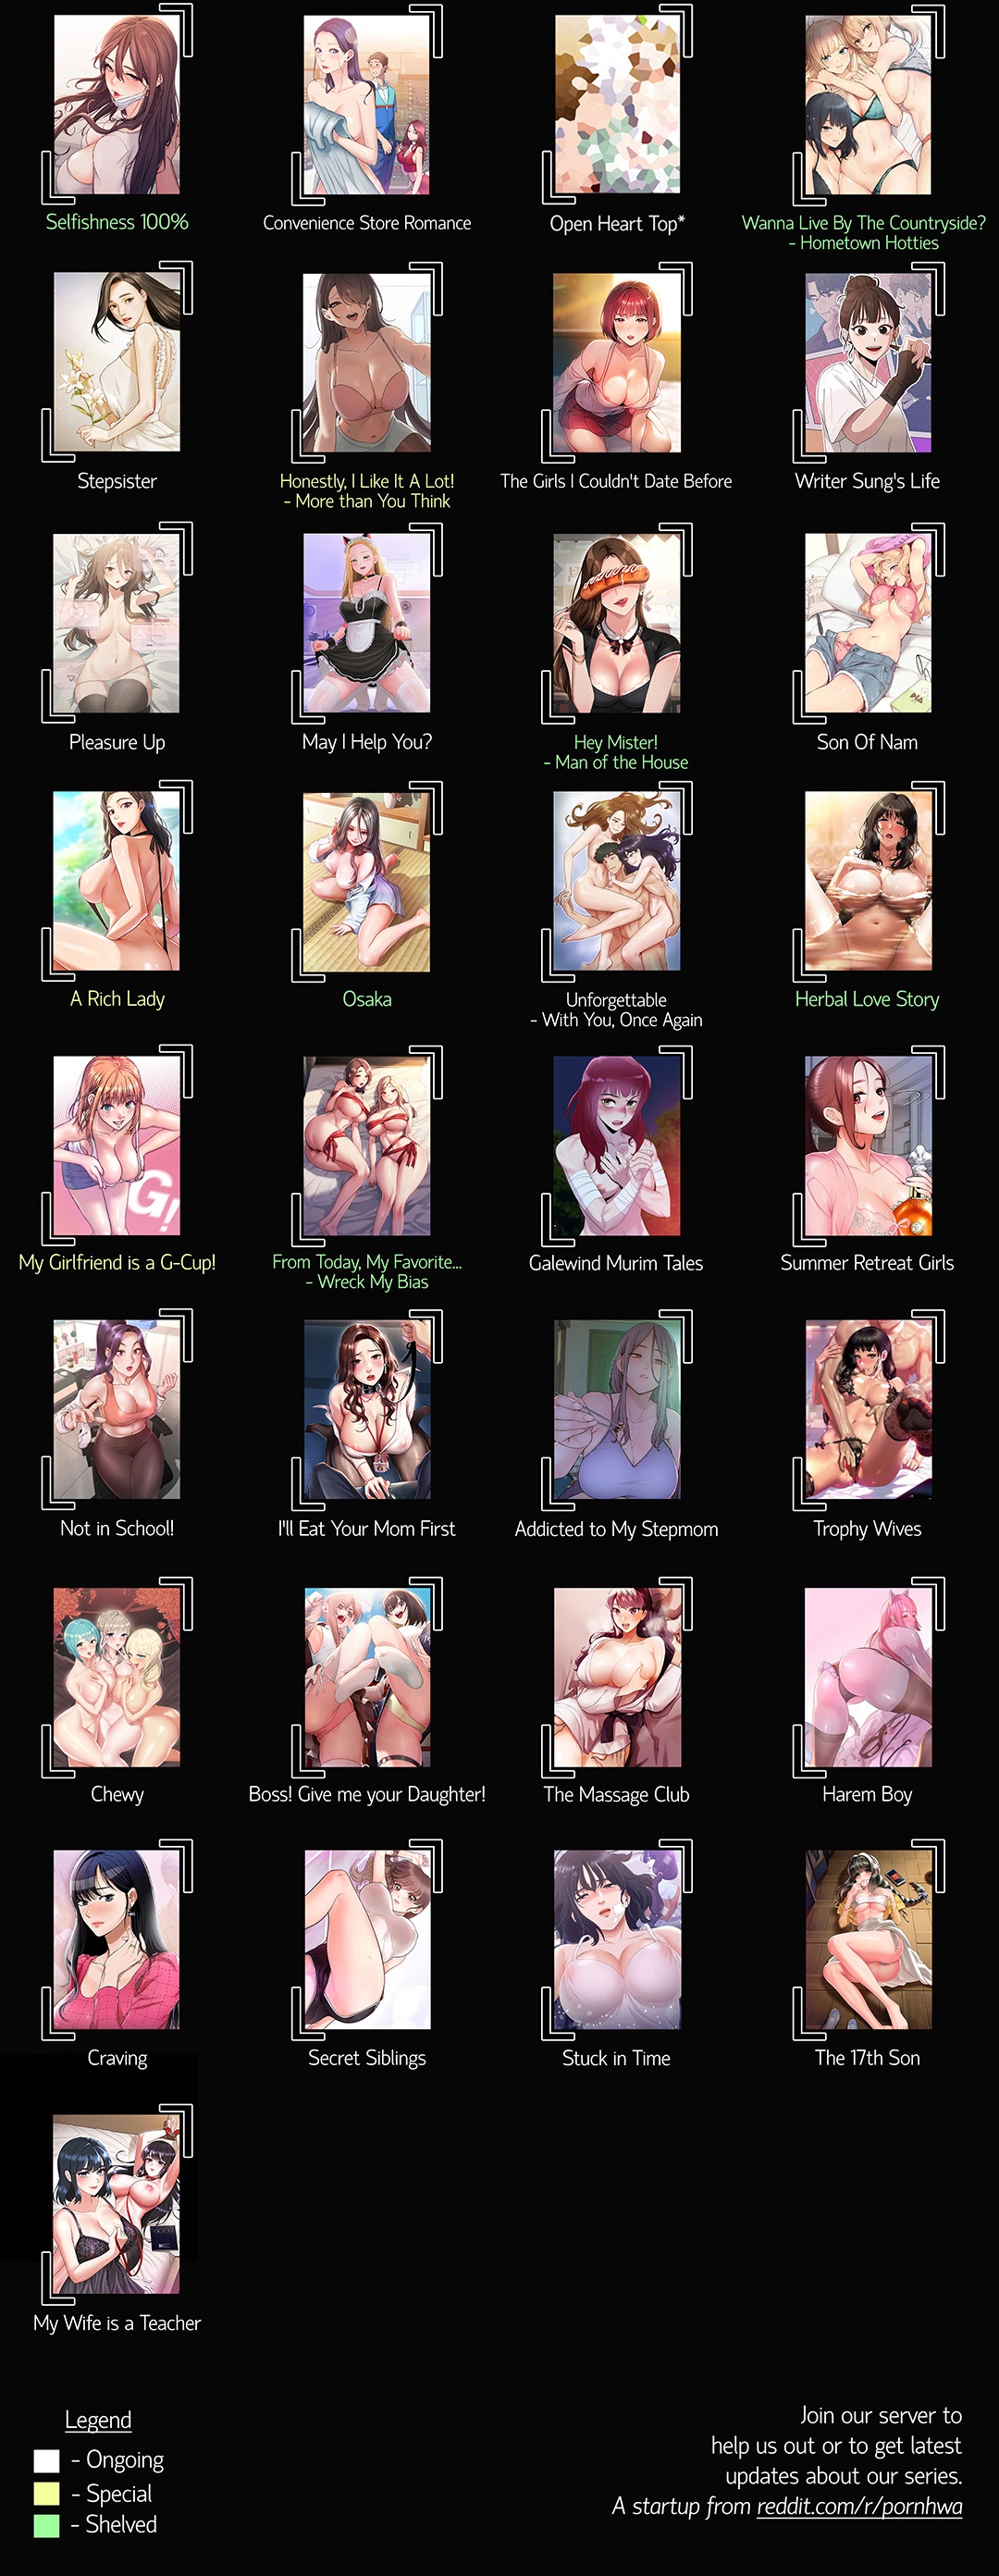 Selfishness 100%
Convenience Store Romance
Open Heart Top*
Wanna Live By The Countryside?
- Hometown Hotties
Stepsister
Honestly, I Like It A Lot!
- More than You Think
The Girls I Couldn't Date Before
Writer Sung's Life
Pleasure Up
May I Help You?
Hey Mister!
- Man of the House
Son Of Nam
A Rich Lady
Osaka
Unforgettable
- With You, Once Again
Herbal Love Story
G!
My Girlfriend is a G-Cup!
From Today, My Favorite...
- Wreck My Bias
Galewind Murim Tales
Summer Retreat Girls
Not in School!
I'll Eat Your Mom First
Addicted to My Stepmom
Trophy Wives
Chewy
Boss! Give me your Daughter!
The Massage Club
Harem Boy
Craving
Secret Siblings
Stuck in Time
The 17th Son
My Wife is a Teacher
Legend
- Ongoing
- Special
- Shelved
Join our server to
help us out or to get latest
updates about our series.
A startup from reddit.com/r/pornhwa